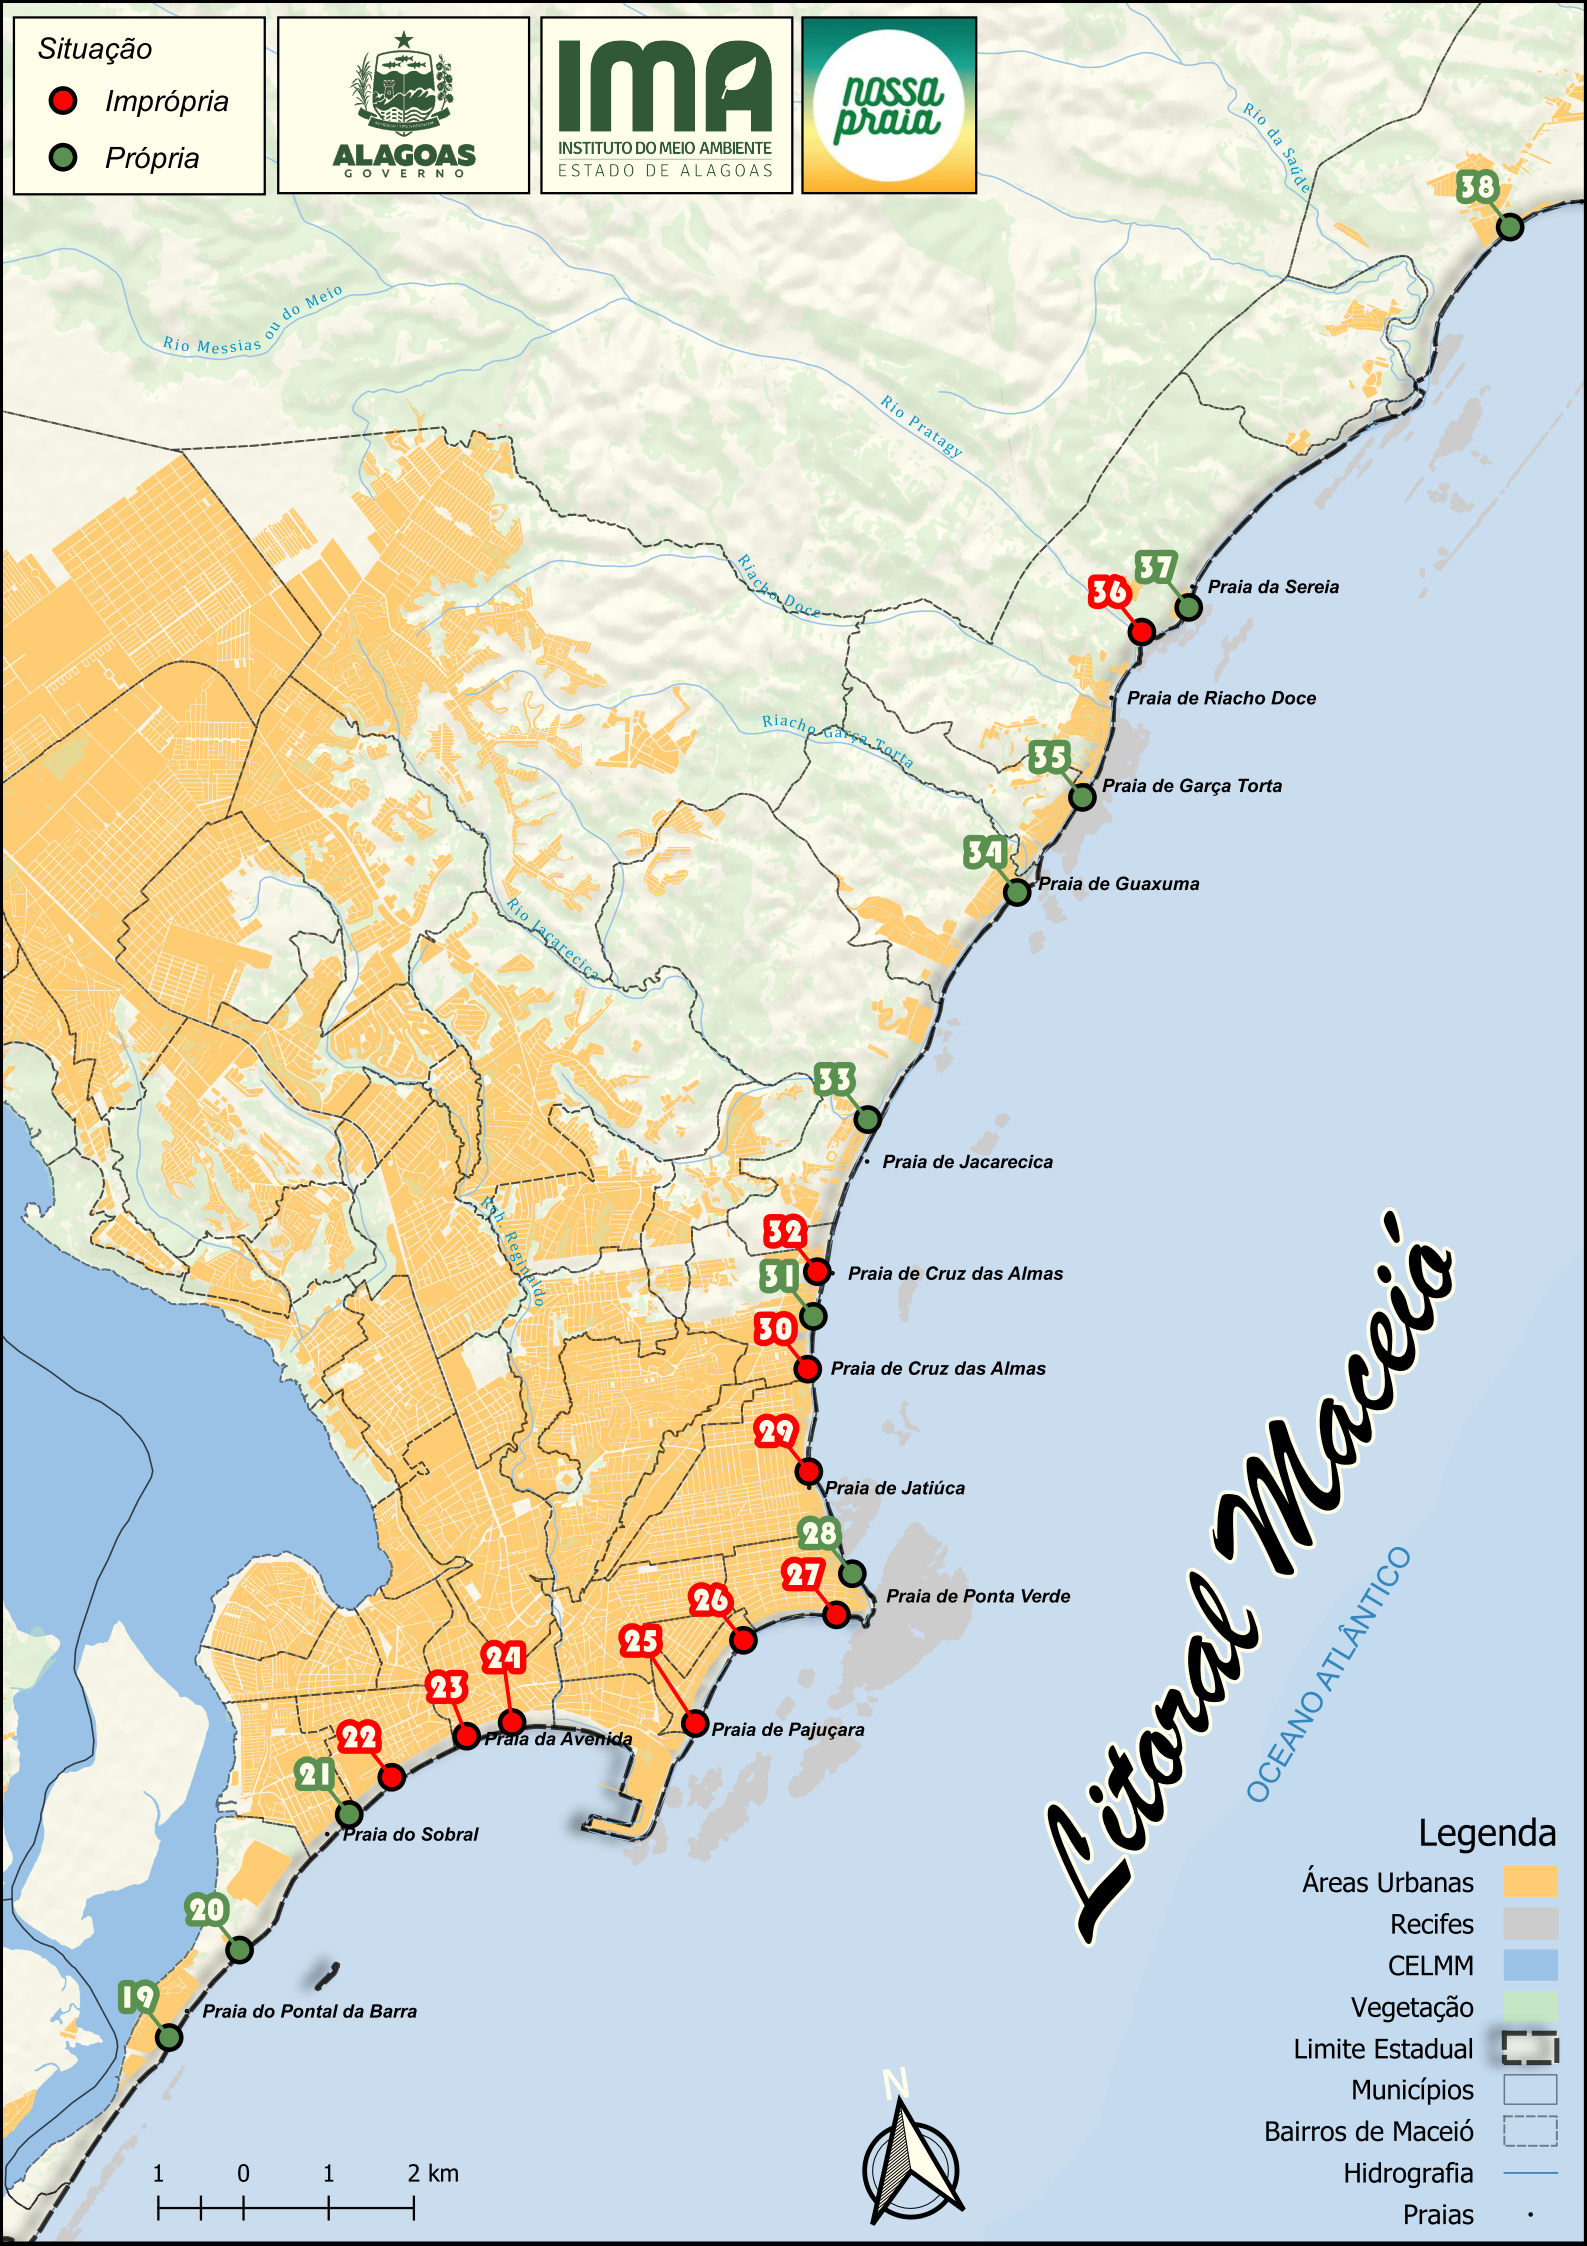 Situação
Imprópria
Própria
ALAGOAS
GOVERNO
IMA
INSTITUTO DO MEIO AMBIENTE
ESTADO DE ALAGOAS
nossa
praia
Rio da Saúde
38
Rio Messias ou do Meio
Rio Pratagy
Riacho Doce
37
Praia da Sereia
36
Praia de Riacho Doce
Riacho Garça Torta
35
Praia de Garça Torta
34
Praia de Guaxuma
Rio Jacarecica
33
Praia de Jacarecica
Rch. Reginaldo
32
Praia de Cruz das Almas
31
30
Praia de Cruz das Almas
29
Praia de Jatiúca
28
27
Praia de Ponta Verde
26
25
24
23
Praia de Pajuçara
Praia da Avenida
22
21
Praia do Sobral
20
19
Praia do Pontal da Barra
Litoral Maceió
OCEANO ATLÂNTICO
Legenda
Áreas Urbanas
Recifes
CELMM
Vegetação
Limite Estadual
Municípios
Bairros de Maceió
Hidrografia
Praias
N
1 0 1 2 km